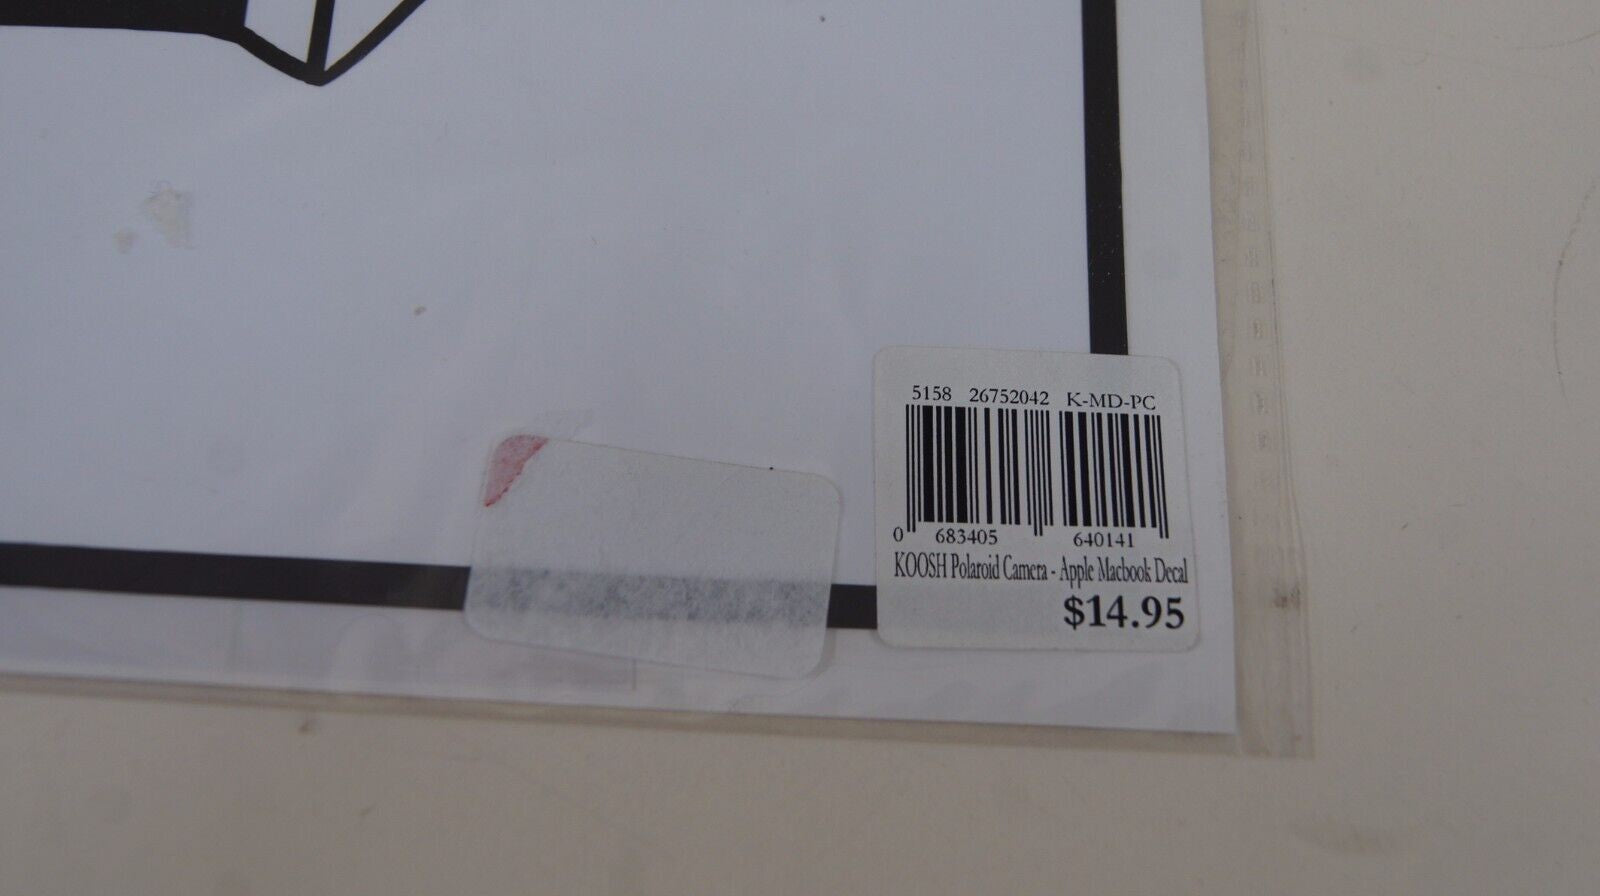 5158 26752042 K-MD-PC
0 683405 640141
KOOSH Polaroid Camera - Apple Macbook Decal
$14.95